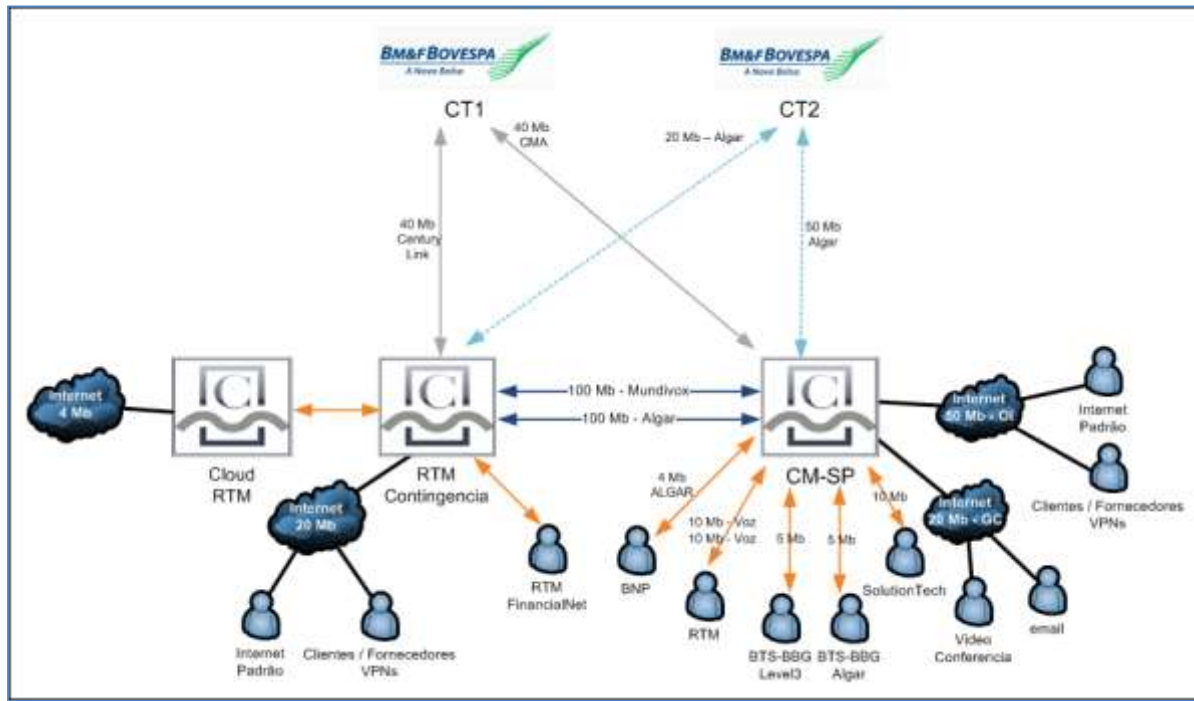 BM&FBOVESPA
A Nova Bolsa
CT1
BM&FBOVESPA
A Nova Bolsa
CT2
40 Mb
CMA
20 Mb – Algar
40 Mb
Century
Link
50 Mb
Algar
Internet
4 Mb
C
Cloud
RTM
C
RTM
Contingencia
100 Mb - Mundivox
100 Mb - Algar
C
CM-SP
Internet
50 Mb - OI
Internet
Padrão
Clientes / Fornecedores
VPNs
Internet
20 Mb - GC
Internet
20 Mb
4 Mb
ALGAR
10 Mb - Voz
10 Mb - Voz
5 Mb
5 Mb
10 Mb
RTM
FinancialNet
BNP
RTM
BTS-BBG
Level3
BTS-BBG
Algar
SolutionTech
Video
Conferencia
email
Internet
Padrão
Clientes / Fornecedores
VPNs